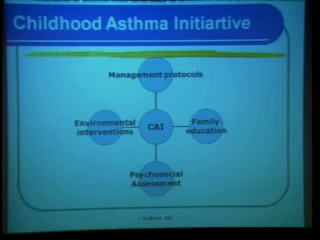 Childhood Asthma Initiartive
Management protocols
Environmental
interventions
CAI
Family
education
Psychosocial
Assessment